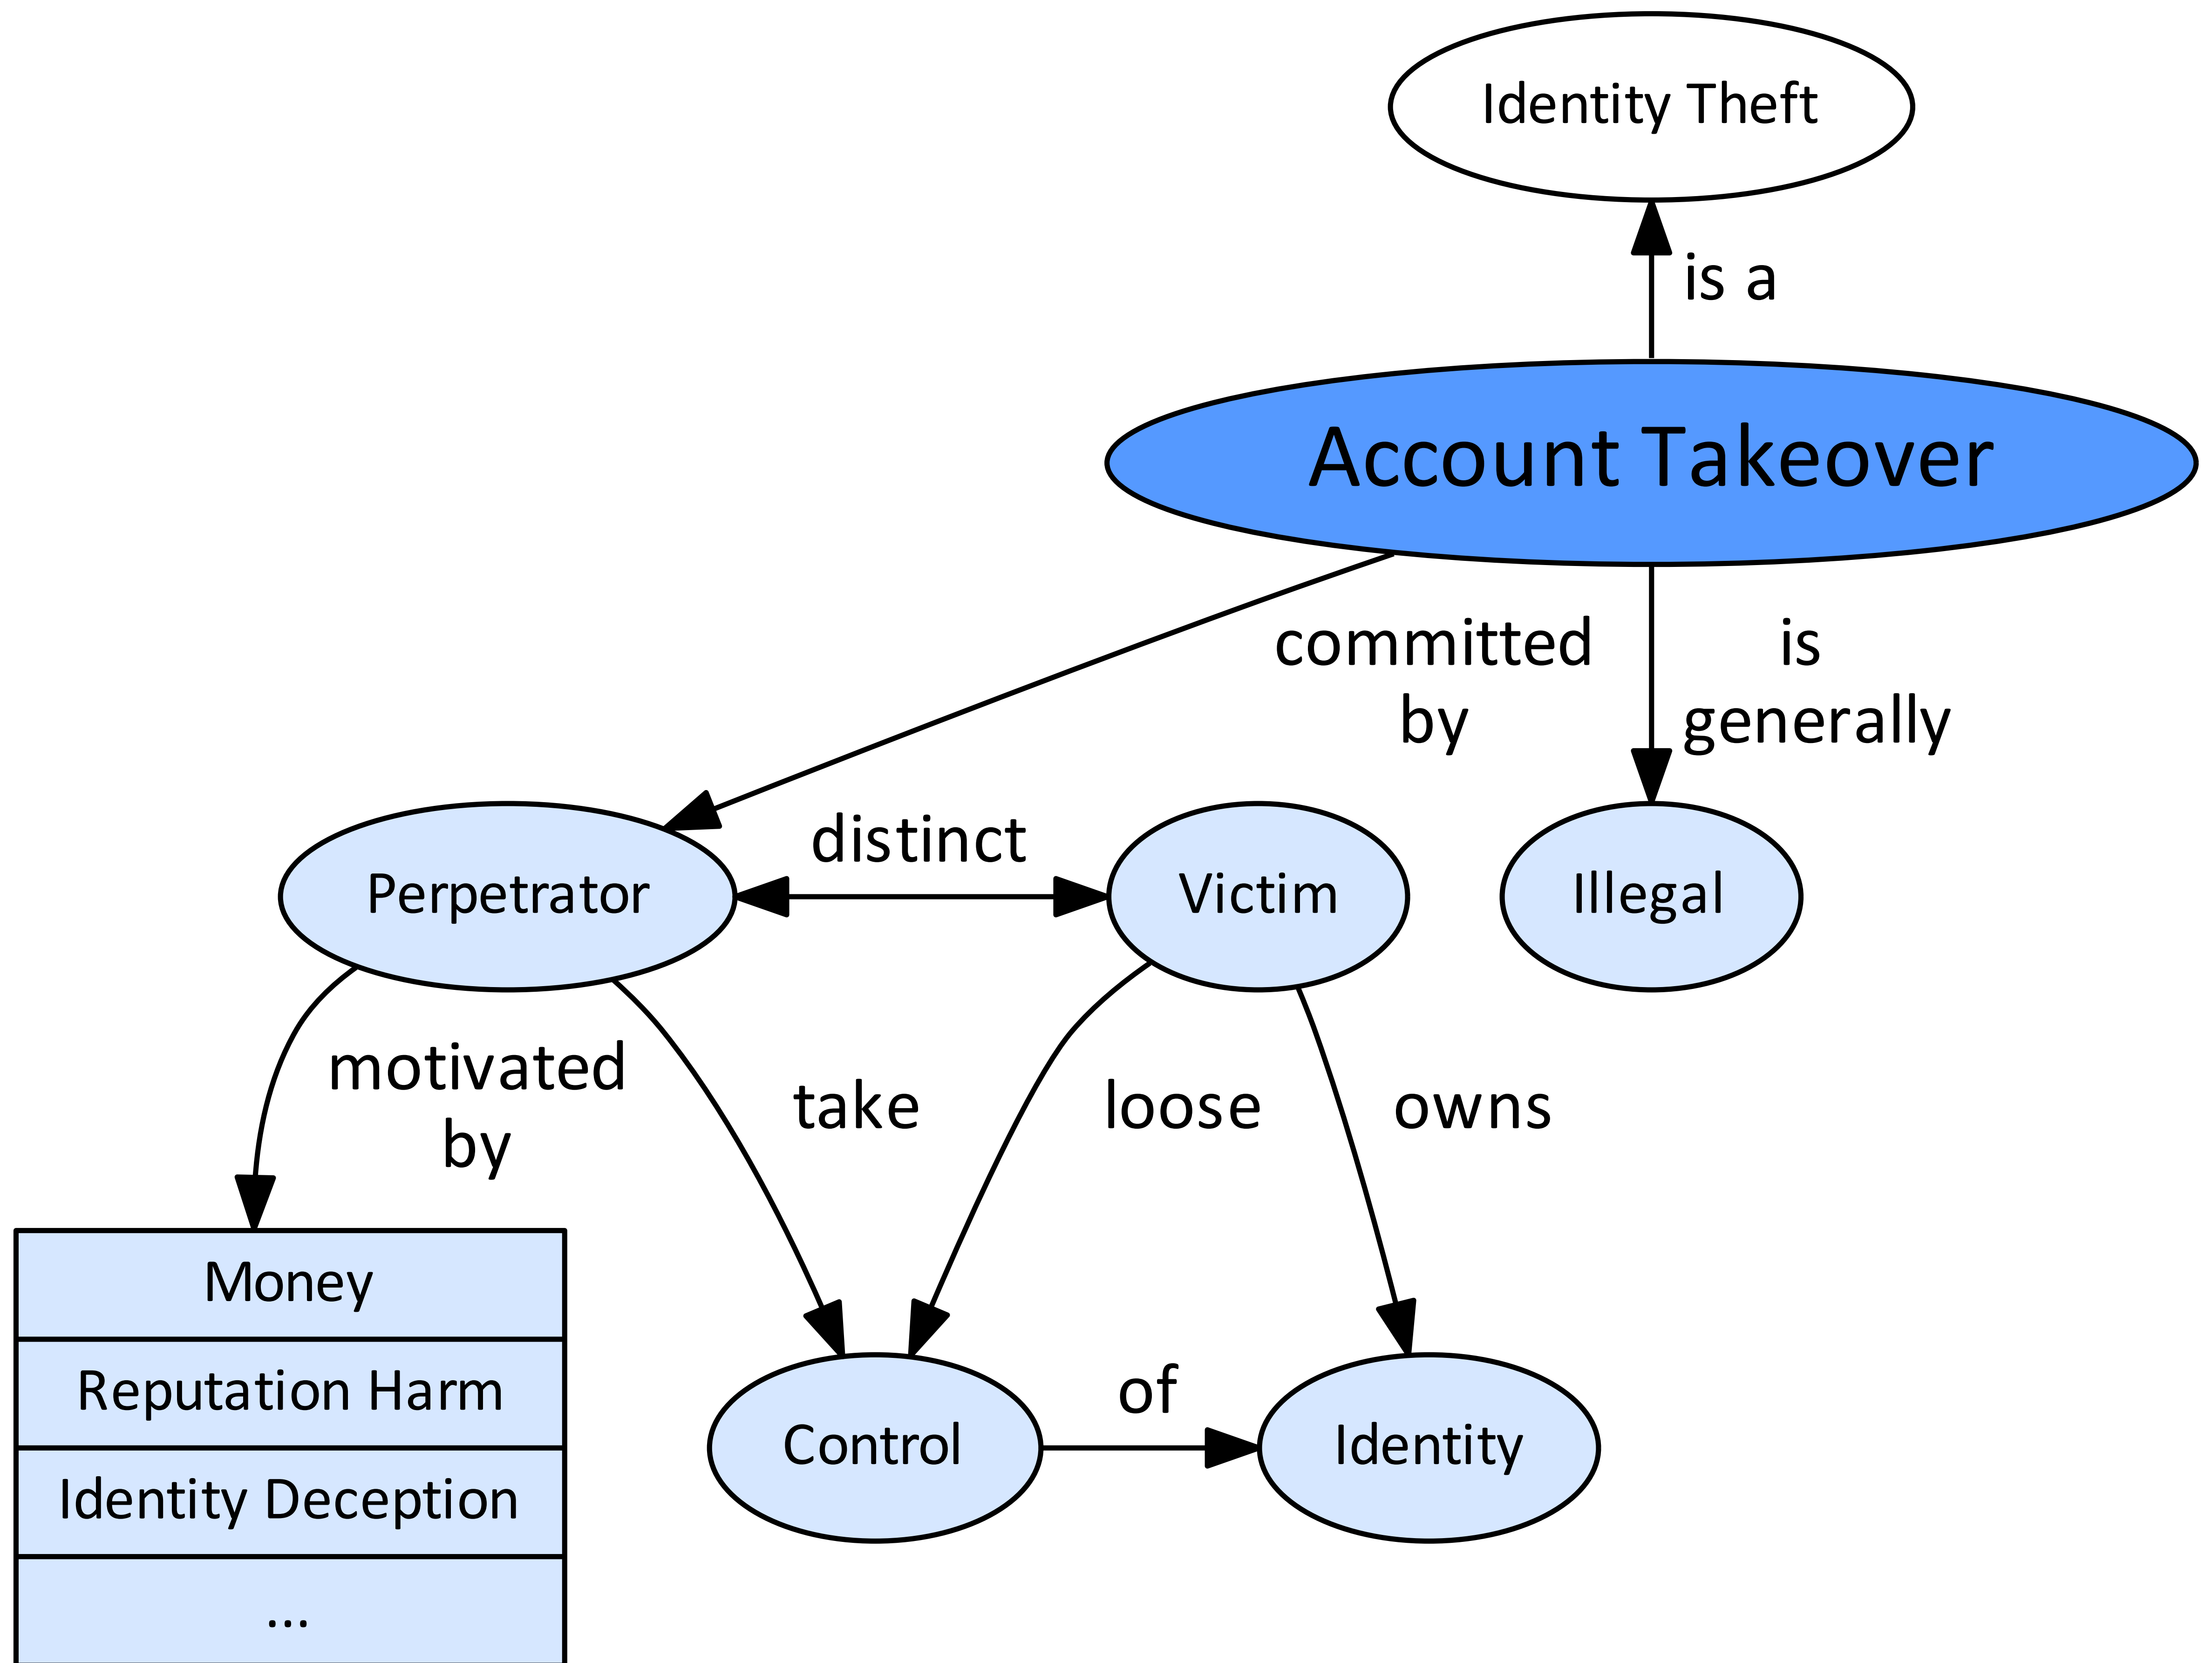 Identity Theft
is a
Account Takeover
committed
by
is
generally
distinct
Perpetrator
Victim
Illegal
motivated
by
take
loose
owns
Money
Reputation Harm
Identity Deception
...
of
Control
Identity